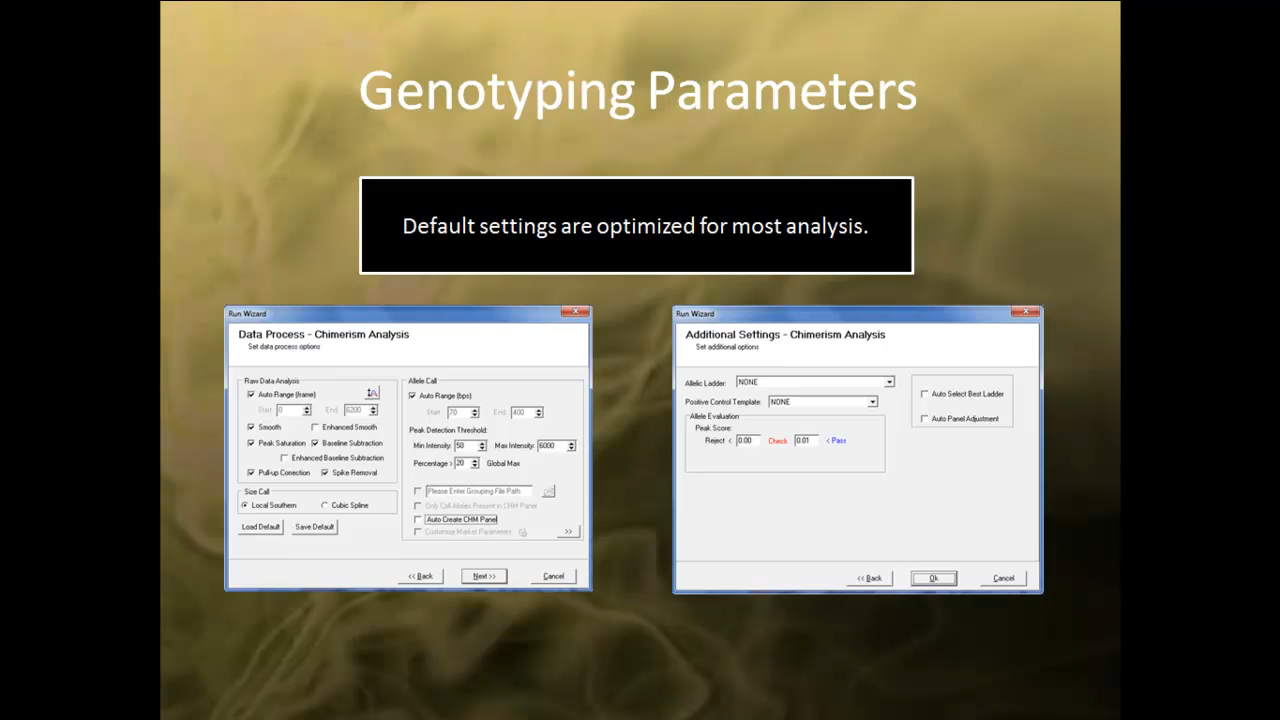 Genotyping Parameters
Default settings are optimized for most analysis.
Run Wizard
Data Process - Chimerism Analysis
Set data process options
Raw Data Analysis
Auto Range (frame)
Start 0 End 6200
Smooth Enhanced Smooth
Peak Saturation Baseline Subtraction
Enhanced Baseline Subtraction
Pull-up Correction Spike Removal
Size Call
Local Southern Cubic Spline
Load Default Save Default
Allele Call
Auto Range (bps)
Start 70 End: 400
Peak Detection Threshold:
Min Intensity: 50 Max Intensity: 6000
Percentage > 20 Global Max
Please Enter Grouping File Path
Only Call Alleles Present in CHM Panel
Auto Create CHM Panel
Customize Marker Parameters >>
<< Back Next >> Cancel
Run Wizard
Additional Settings - Chimerism Analysis
Set additional options
Allelic Ladder: NONE
Positive Control Template: NONE
Allele Evaluation
Peak Score:
Reject < 0.00 Check 0.01 < Pass
Auto Select Best Ladder
Auto Panel Adjustment
<< Back Ok Cancel